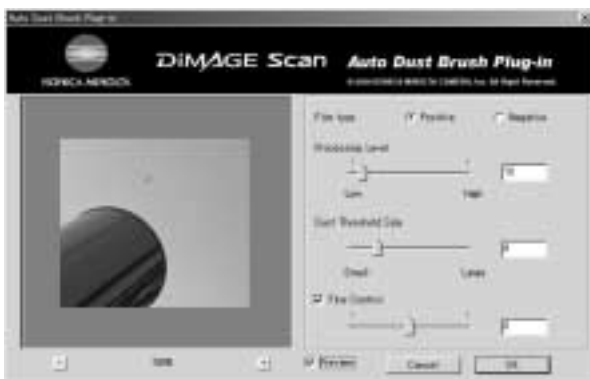 Auto Dust Brush Plug-in
KONICA MINOLTA
DiMAGE Scan Auto Dust Brush Plug-in
Film type Positive Negative
Processing Level
Low High
Dust Threshold Size
Small Large
Fine Control
- 100% + Preview Cancel OK